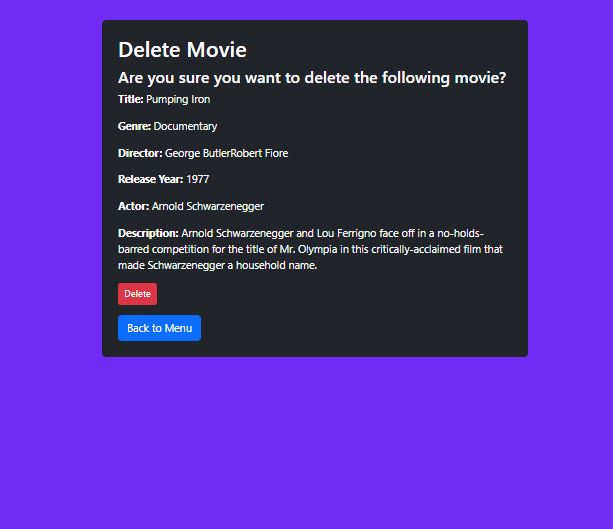 Delete Movie
Are you sure you want to delete the following movie?
Title: Pumping Iron
Genre: Documentary
Director: George ButlerRobert Fiore
Release Year: 1977
Actor: Arnold Schwarzenegger
Description: Arnold Schwarzenegger and Lou Ferrigno face off in a no-holds-
barred competition for the title of Mr. Olympia in this critically-acclaimed film that
made Schwarzenegger a household name.
Delete
Back to Menu